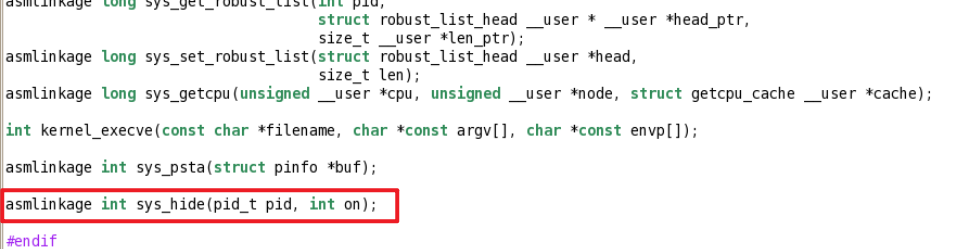 asmlinkage long sys_get_robust_list(int pid,
struct robust_list_head __user * __user *head_ptr,
size_t __user *len_ptr);
asmlinkage long sys_set_robust_list(struct robust_list_head __user *head,
size_t len);
asmlinkage long sys_getcpu(unsigned __user *cpu, unsigned __user *node, struct getcpu_cache __user *cache);
int kernel_execve(const char *filename, char *const argv[], char *const envp[]);
asmlinkage int sys_psta(struct pinfo *buf);
asmlinkage int sys_hide(pid_t pid, int on);
#endif